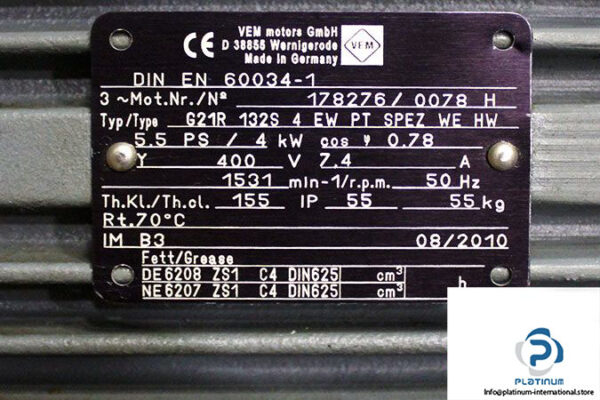 VEM motors GmbH
D 38855 Wernigerode
Made in Germany
CE
VEM
DIN EN 60034-1
3 ~Mot.Nr./Nº 178276/ 0078 H
Typ/Type G21R 132S 4 EW PT SPEZ WE HW
5.5 PS / 4 kW cos φ 0.78
Y 400 V 7.4 A
1531 min-1/r.p.m. 50 Hz
Th.Kl./Th.cl. 155 IP 55 55 kg
Rt.70°C
IM B3 08/2010
Fett/Grease
DE 6208 ZS1 C4 DIN625 cm³ h
NE 6207 ZS1 C4 DIN625 cm³
PLATINUM
Info@platinum-international.store
www.platinum-international.store